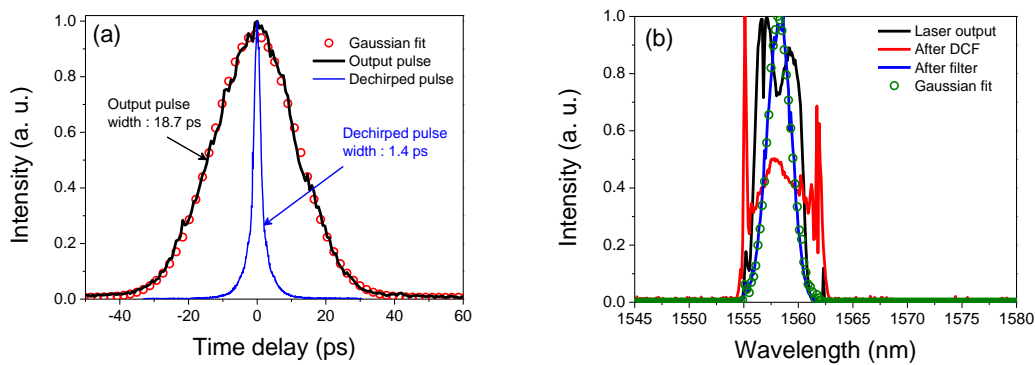 (a)
Gaussian fit
Output pulse
Dechirped pulse
Output pulse
width : 18.7 ps
Dechirped pulse
width : 1.4 ps
Intensity (a. u.)
1.0
0.8
0.6
0.4
0.2
0.0
-40 -20 0 20 40 60
Time delay (ps)
(b)
Laser output
After DCF
After filter
Gaussian fit
Intensity (a. u.)
1.0
0.8
0.6
0.4
0.2
0.0
1545 1550 1555 1560 1565 1570 1575 1580
Wavelength (nm)